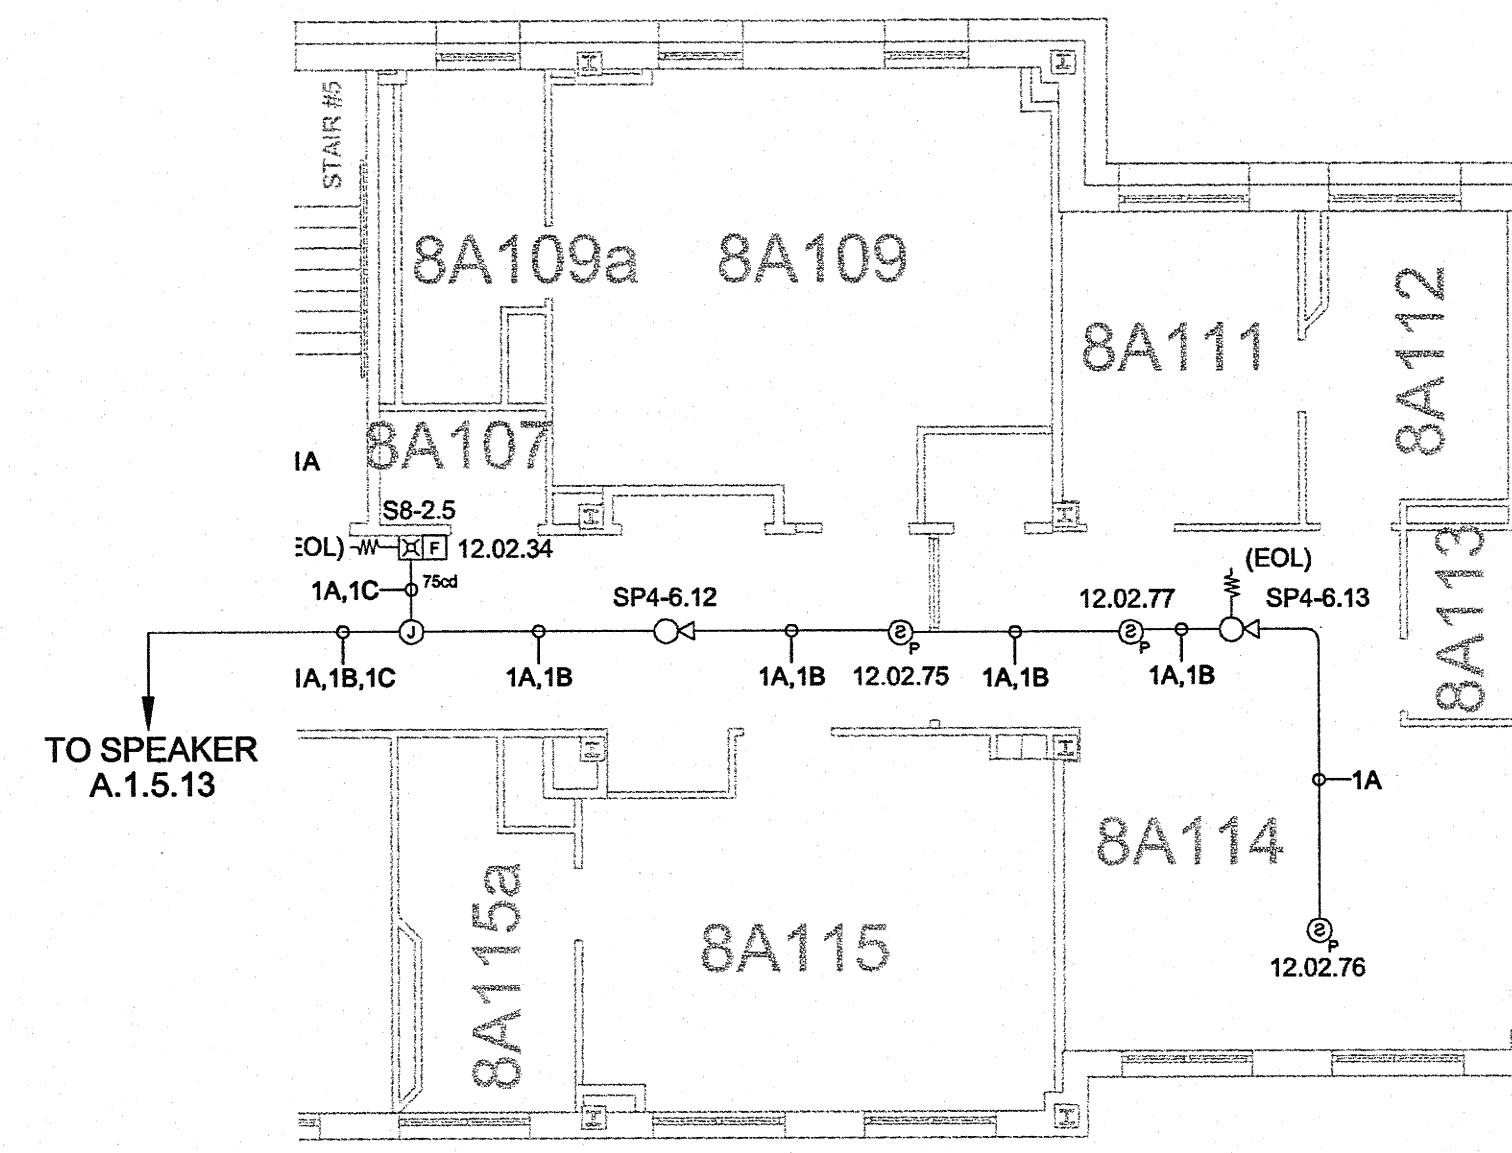 STAIR #5
8A109a
8A109
8A111
8A112
1A
8A107
S8-2.5
EOL)
F
12.02.34
(EOL)
8A113
1A,1C
75cd
SP4-6.12
12.02.77
SP4-6.13
J
S
P
S
P
1A,1B,1C
1A,1B
1A,1B
12.02.75
1A,1B
1A,1B
TO SPEAKER
A.1.5.13
1A
8A114
8A115a
8A115
S
P
12.02.76